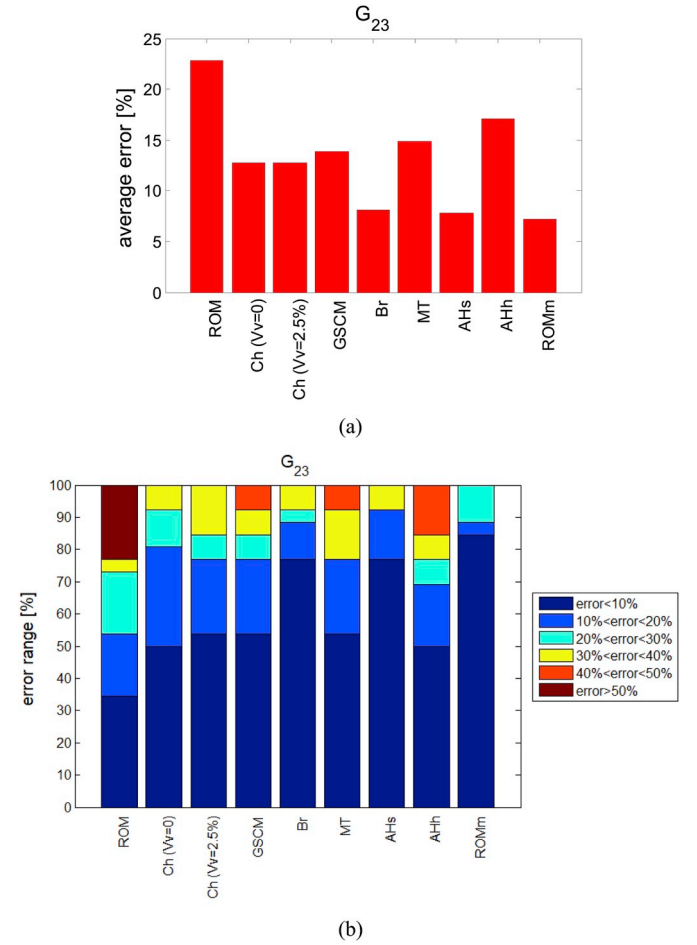 G23
25
20
15
10
5
0
average error [%]
ROM
Ch (Vv=0)
Ch (Vv=2.5%)
GSCM
Br
MT
AHs
AHh
ROMm
(a)
G23
100
90
80
70
60
50
40
30
20
10
0
error range [%]
ROM
Ch (Vv=0)
Ch (Vv=2.5%)
GSCM
Br
MT
AHs
AHh
ROMm
error<10%
10%<error<20%
20%<error<30%
30%<error<40%
40%<error<50%
error>50%
(b)